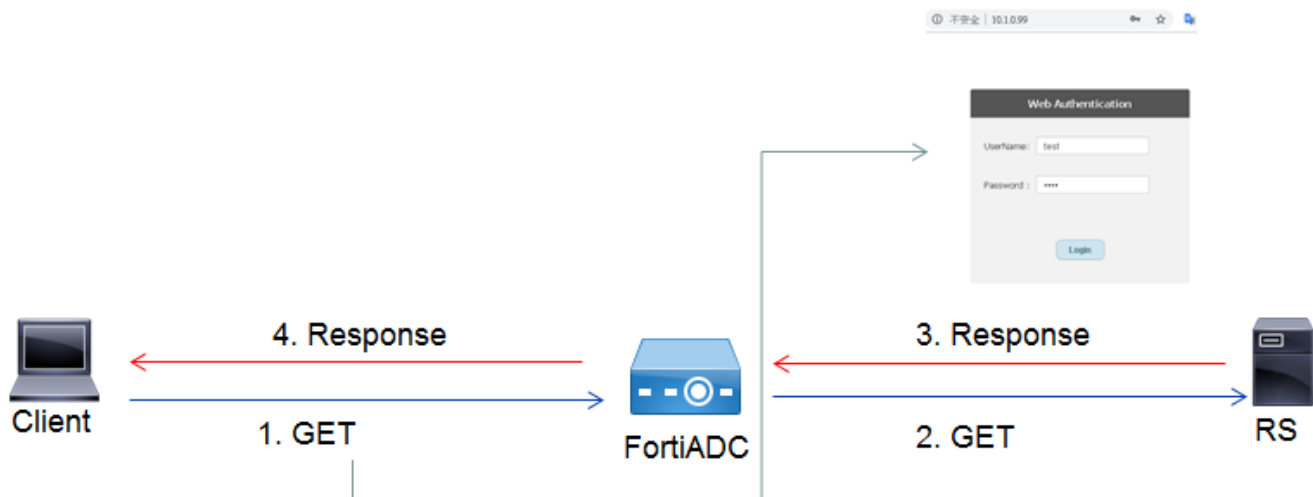 不安全 | 10.1.0.99
Web Authentication
UserName: test
Password : ••••
Login
4. Response
3. Response
Client
1. GET
FortiADC
2. GET
RS